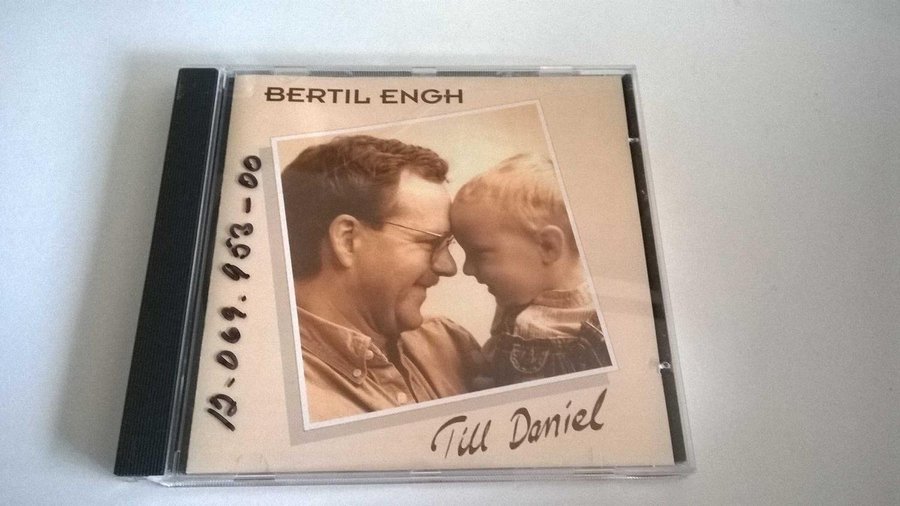 BERTIL ENGH
12-069.953-00
Till Daniel